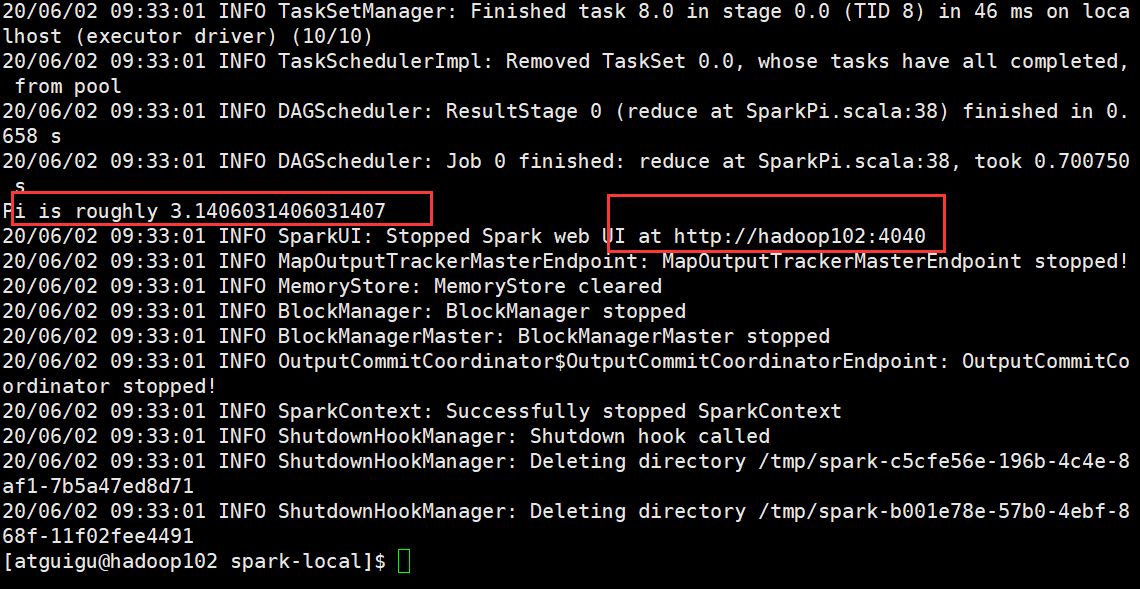 20/06/02 09:33:01 INFO TaskSetManager: Finished task 8.0 in stage 0.0 (TID 8) in 46 ms on loca
lhost (executor driver) (10/10)
20/06/02 09:33:01 INFO TaskSchedulerImpl: Removed TaskSet 0.0, whose tasks have all completed,
 from pool
20/06/02 09:33:01 INFO DAGScheduler: ResultStage 0 (reduce at SparkPi.scala:38) finished in 0.
658 s
20/06/02 09:33:01 INFO DAGScheduler: Job 0 finished: reduce at SparkPi.scala:38, took 0.700750
 s
Pi is roughly 3.1406031406031407
20/06/02 09:33:01 INFO SparkUI: Stopped Spark web UI at http://hadoop102:4040
20/06/02 09:33:01 INFO MapOutputTrackerMasterEndpoint: MapOutputTrackerMasterEndpoint stopped!
20/06/02 09:33:01 INFO MemoryStore: MemoryStore cleared
20/06/02 09:33:01 INFO BlockManager: BlockManager stopped
20/06/02 09:33:01 INFO BlockManagerMaster: BlockManagerMaster stopped
20/06/02 09:33:01 INFO OutputCommitCoordinator$OutputCommitCoordinatorEndpoint: OutputCommitCo
ordinator stopped!
20/06/02 09:33:01 INFO SparkContext: Successfully stopped SparkContext
20/06/02 09:33:01 INFO ShutdownHookManager: Shutdown hook called
20/06/02 09:33:01 INFO ShutdownHookManager: Deleting directory /tmp/spark-c5cfe56e-196b-4c4e-8
af1-7b5a47ed8d71
20/06/02 09:33:01 INFO ShutdownHookManager: Deleting directory /tmp/spark-b001e78e-57b0-4ebf-8
68f-11f02fee4491
[atguigu@hadoop102 spark-local]$